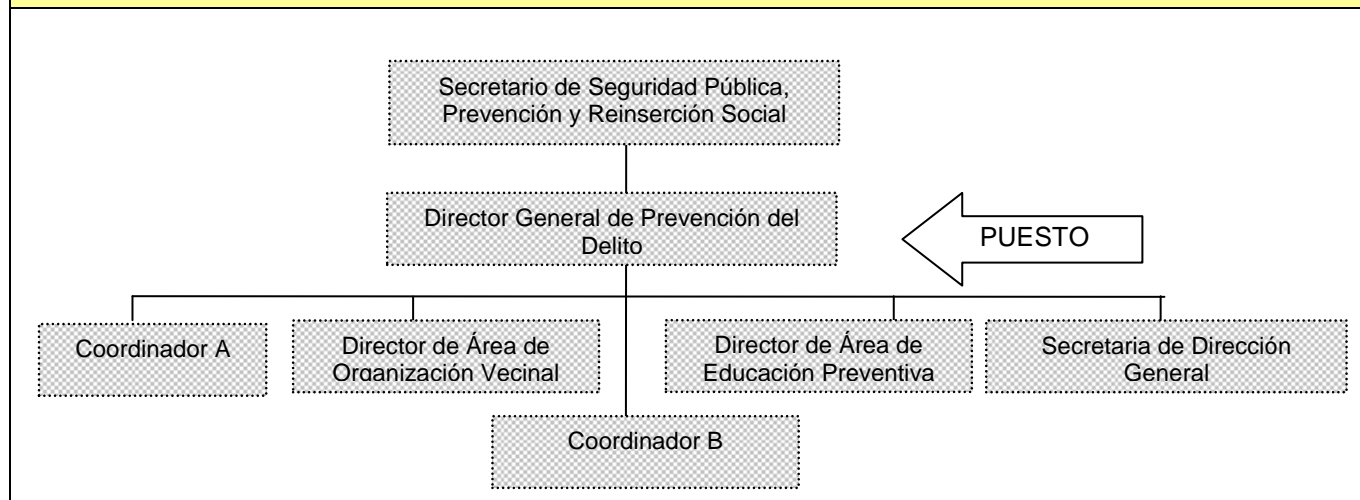 Secretario de Seguridad Pública,
Prevención y Reinserción Social
Director General de Prevención del
Delito
PUESTO
Coordinador A
Director de Área de
Organización Vecinal
Director de Área de
Educación Preventiva
Secretaria de Dirección
General
Coordinador B